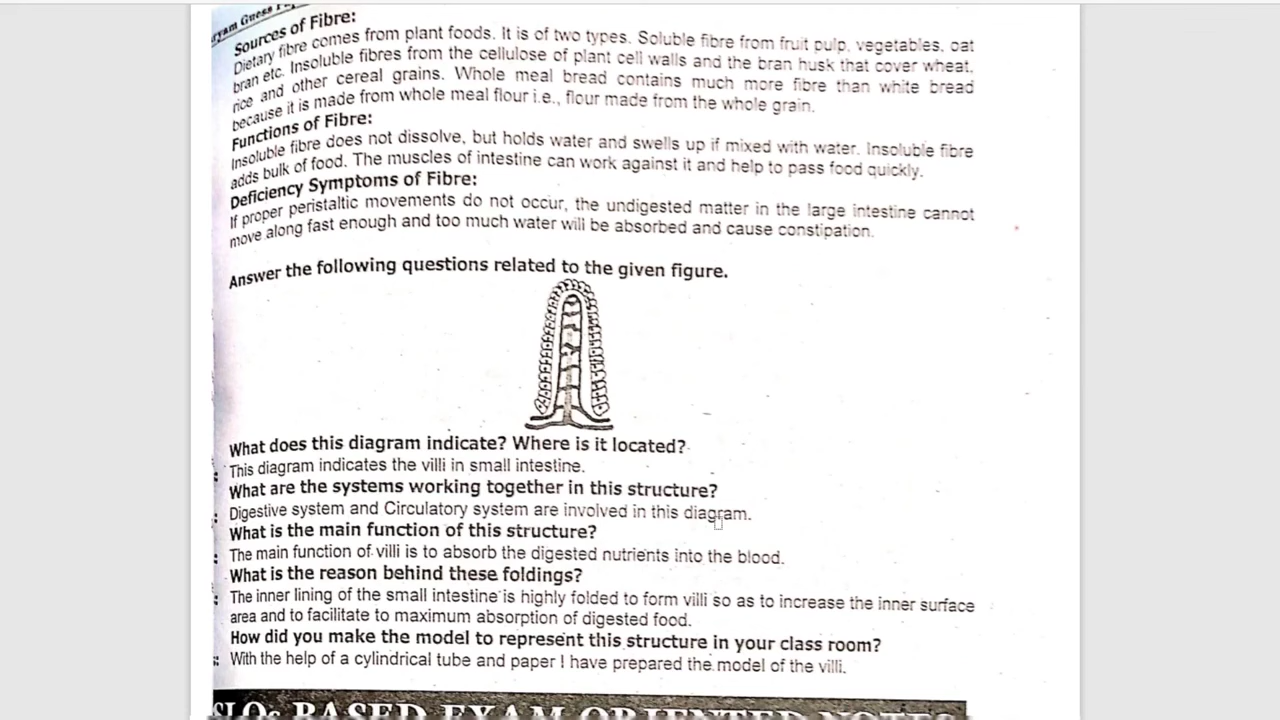 Sources of Fibre:
Dietary fibre comes from plant foods. It is of two types. Soluble fibre from fruit pulp, vegetables, oat
bran etc. Insoluble fibres from the cellulose of plant cell walls and the bran husk that cover wheat,
rice and other cereal grains. Whole meal bread contains much more fibre than white bread
because it is made from whole meal flour i.e., flour made from the whole grain.
Functions of Fibre:
Insoluble fibre does not dissolve, but holds water and swells up if mixed with water. Insoluble fibre
adds bulk of food. The muscles of intestine can work against it and help to pass food quickly.
Deficiency Symptoms of Fibre:
If proper peristaltic movements do not occur, the undigested matter in the large intestine cannot
move along fast enough and too much water will be absorbed and cause constipation.
Answer the following questions related to the given figure.
What does this diagram indicate? Where is it located?
This diagram indicates the villi in small intestine.
What are the systems working together in this structure?
Digestive system and Circulatory system are involved in this diagram.
What is the main function of this structure?
The main function of villi is to absorb the digested nutrients into the blood.
What is the reason behind these foldings?
The inner lining of the small intestine is highly folded to form villi so as to increase the inner surface
area and to facilitate to maximum absorption of digested food.
How did you make the model to represent this structure in your class room?
With the help of a cylindrical tube and paper I have prepared the model of the villi.
SLOs BASED EXAM ORIENTED NOTES